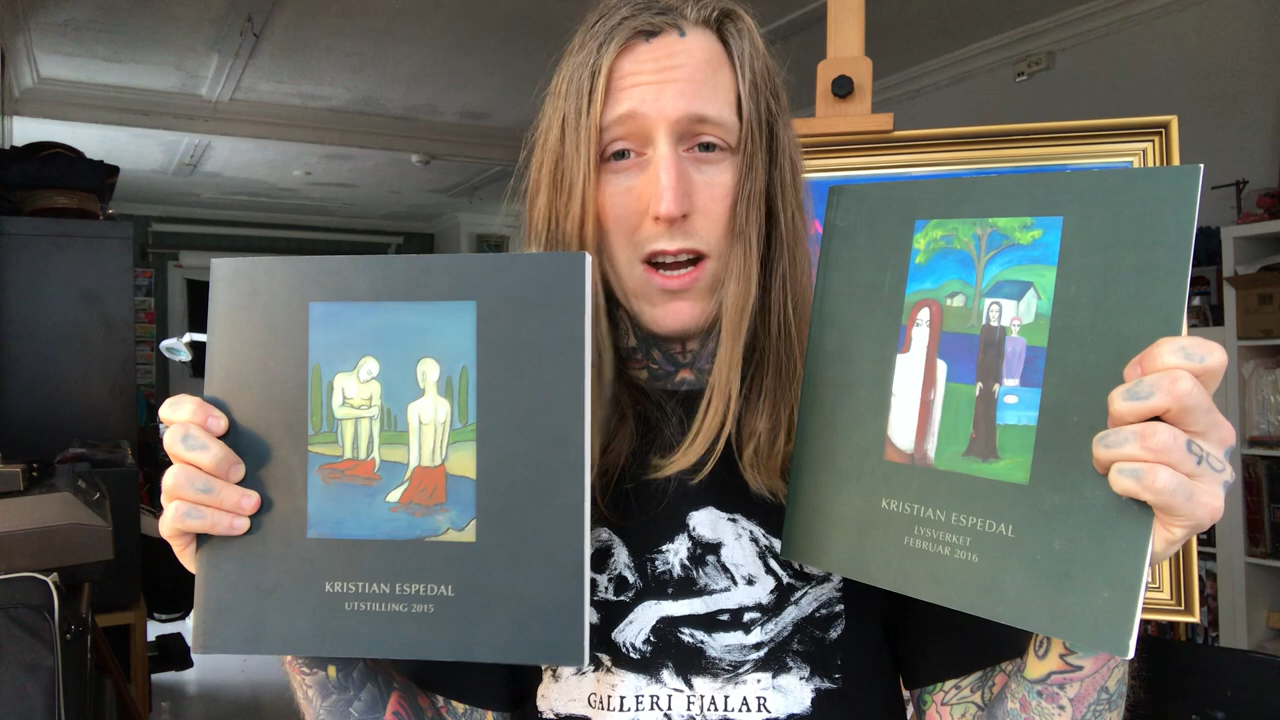 KRISTIAN ESPEDAL
UTSTILLING 2015
KRISTIAN ESPEDAL
LYSVERKET
FEBRUAR 2016
GALLERI FJALAR